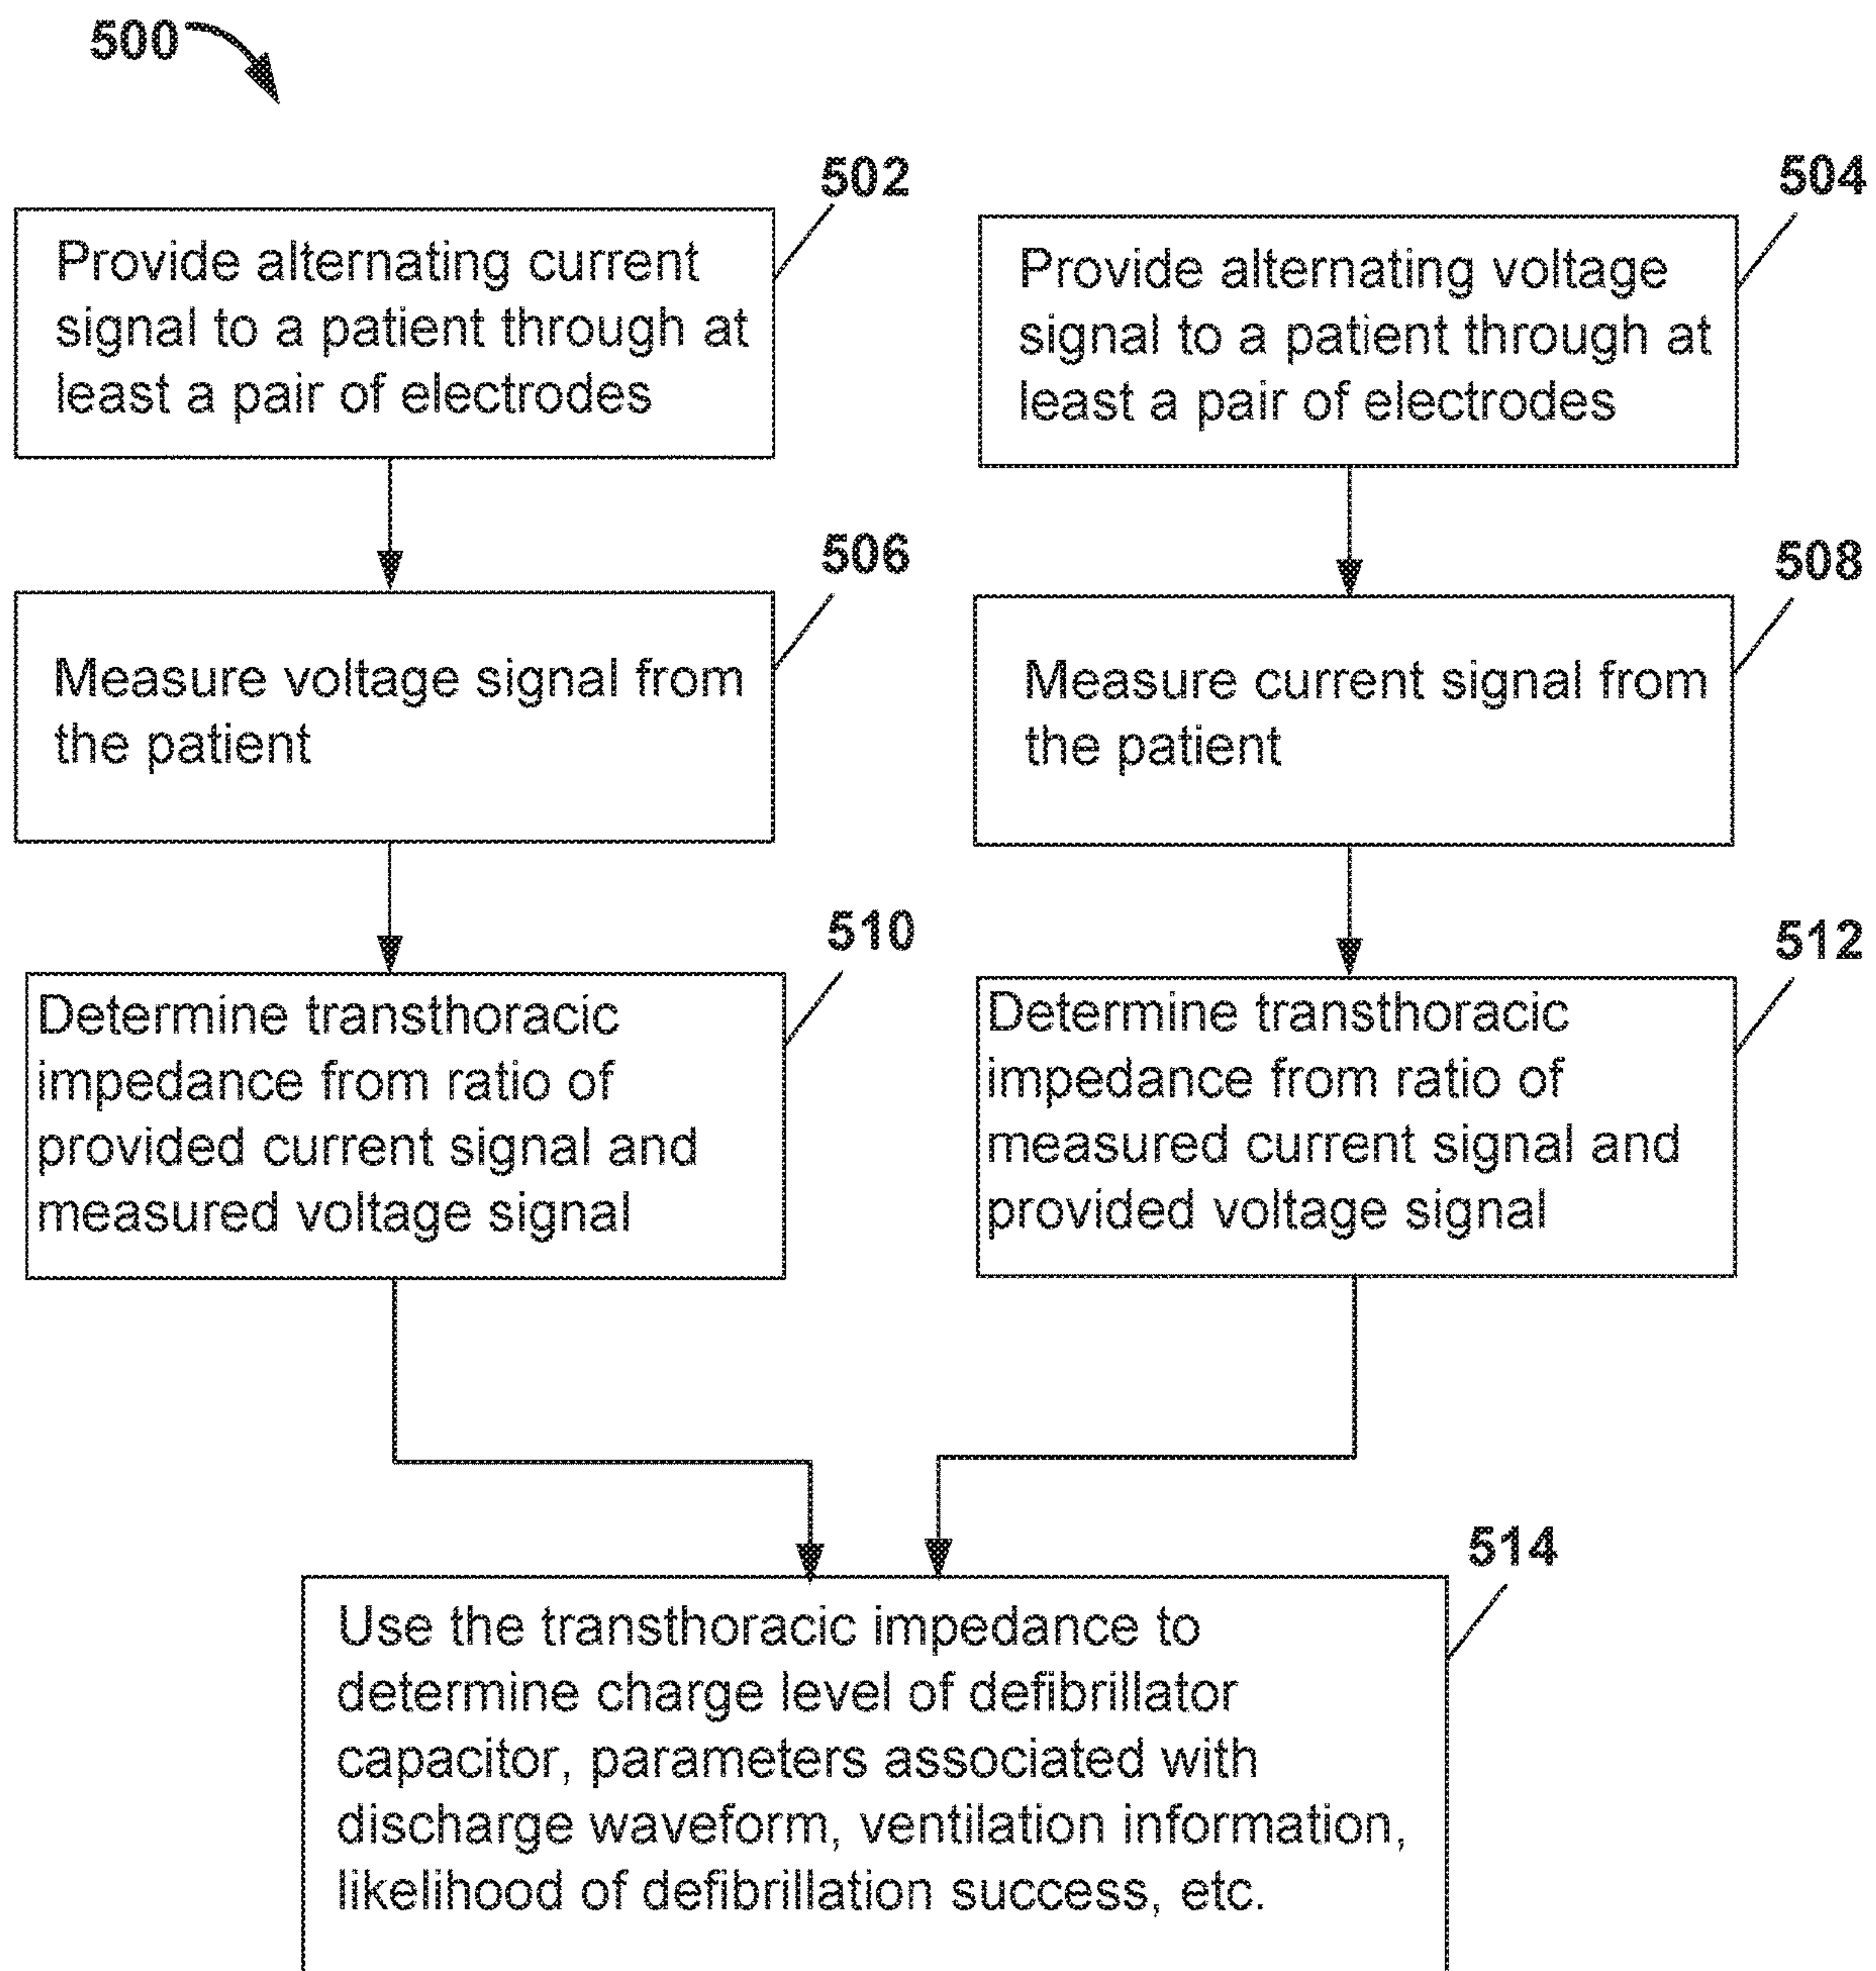 500
502
Provide alternating current
signal to a patient through at
least a pair of electrodes
504
Provide alternating voltage
signal to a patient through at
least a pair of electrodes
506
Measure voltage signal from
the patient
508
Measure current signal from
the patient
510
Determine transthoracic
impedance from ratio of
provided current signal and
measured voltage signal
512
Determine transthoracic
impedance from ratio of
measured current signal and
provided voltage signal
514
Use the transthoracic impedance to
determine charge level of defibrillator
capacitor, parameters associated with
discharge waveform, ventilation information,
likelihood of defibrillation success, etc.